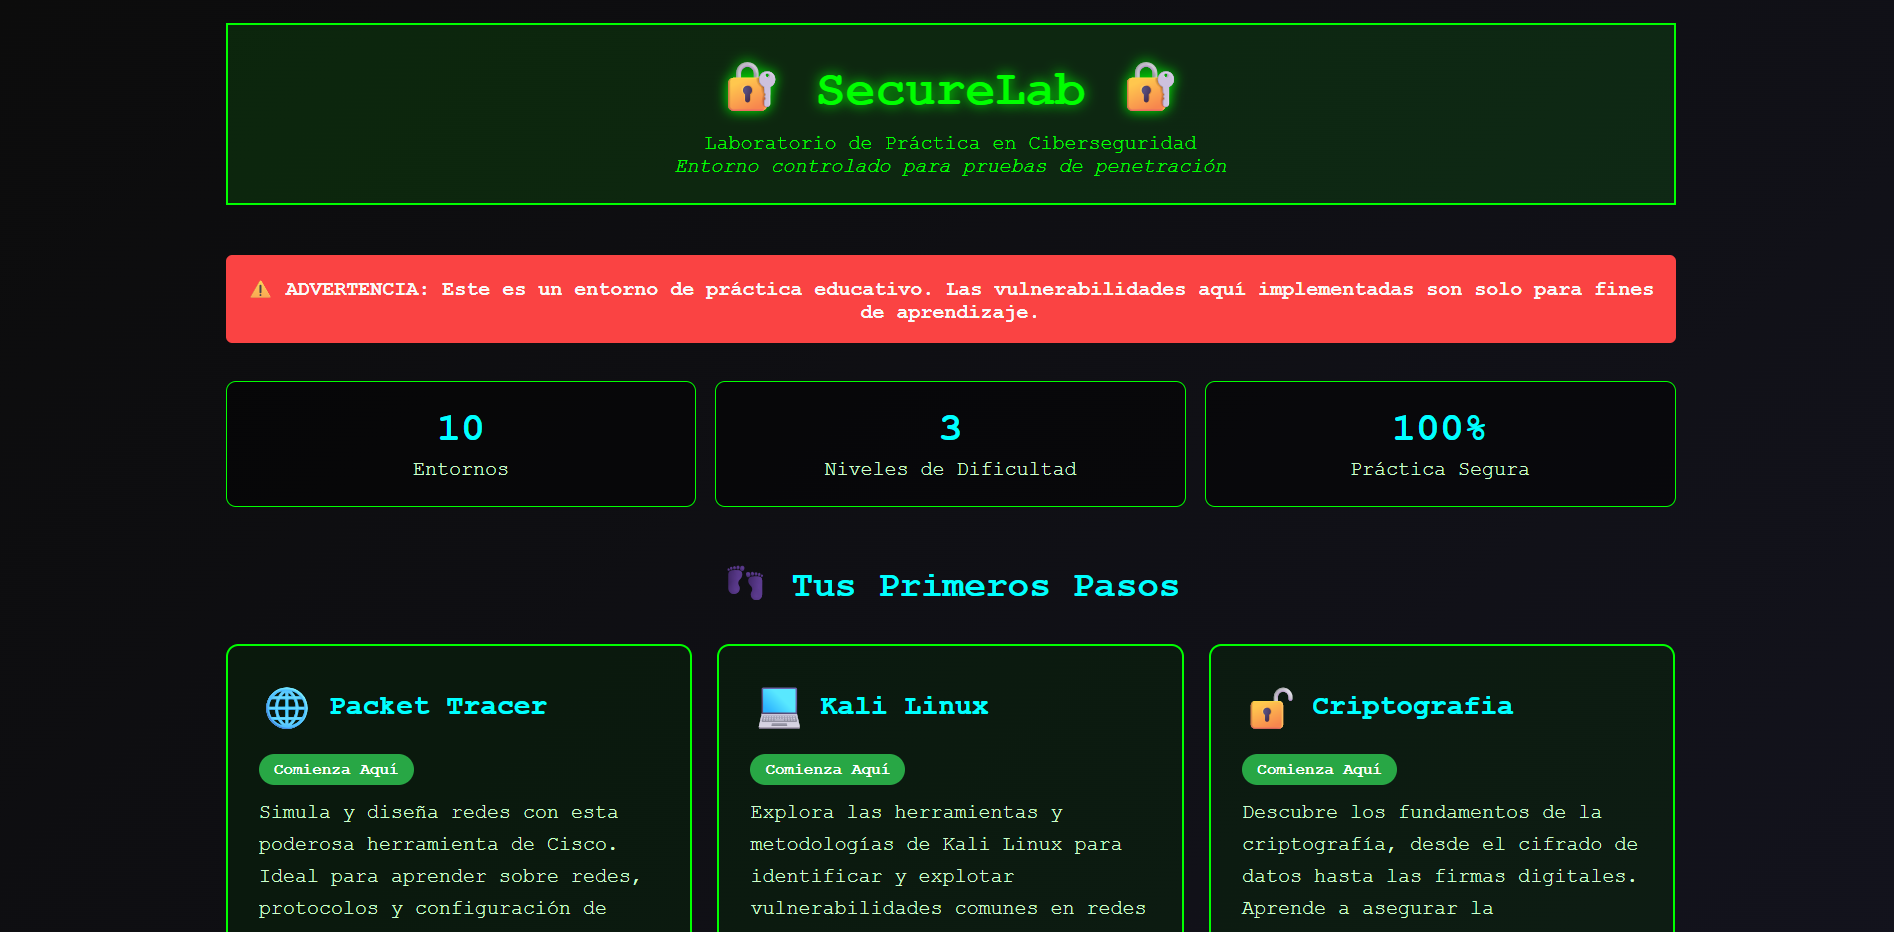 SecureLab
Laboratorio de Práctica en Ciberseguridad
Entorno controlado para pruebas de penetración
ADVERTENCIA: Este es un entorno de práctica educativo. Las vulnerabilidades aquí implementadas son solo para fines
de aprendizaje.
10
Entornos
3
Niveles de Dificultad
100%
Práctica Segura
Tus Primeros Pasos
Packet Tracer
Comienza Aquí
Simula y diseña redes con esta
poderosa herramienta de Cisco.
Ideal para aprender sobre redes,
protocolos y configuración de
Kali Linux
Comienza Aquí
Explora las herramientas y
metodologías de Kali Linux para
identificar y explotar
vulnerabilidades comunes en redes
Criptografia
Comienza Aquí
Descubre los fundamentos de la
criptografía, desde el cifrado de
datos hasta las firmas digitales.
Aprende a asegurar la